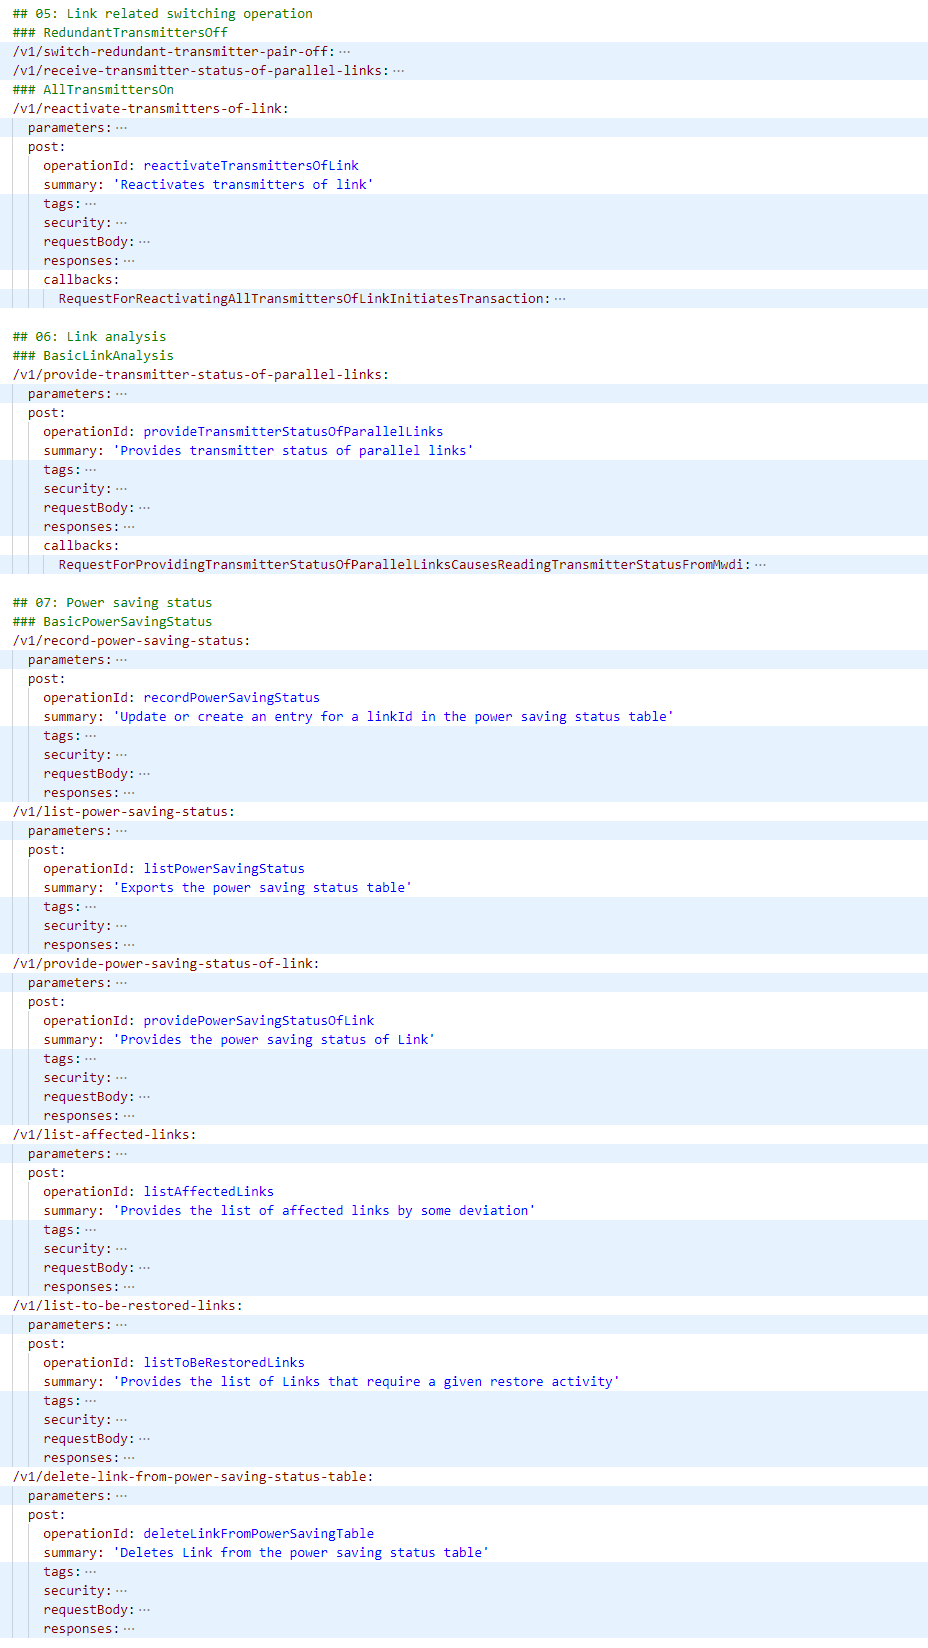 ## 05: Link related switching operation
### RedundantTransmittersOff
/v1/switch-redundant-transmitter-pair-off: ···
/v1/receive-transmitter-status-of-parallel-links: ···
### AllTransmittersOn
/v1/reactivate-transmitters-of-link:
parameters: ···
post:
operationId: reactivateTransmittersOfLink
summary: 'Reactivates transmitters of link'
tags: ···
security: ···
requestBody: ···
responses: ···
callbacks:
RequestForReactivatingAllTransmittersOfLinkInitiatesTransaction: ···
## 06: Link analysis
### BasicLinkAnalysis
/v1/provide-transmitter-status-of-parallel-links:
parameters: ···
post:
operationId: provideTransmitterStatusOfParallelLinks
summary: 'Provides transmitter status of parallel links'
tags: ···
security: ···
requestBody: ···
responses: ···
callbacks:
RequestForProvidingTransmitterStatusOfParallelLinksCausesReadingTransmitterStatusFromMwdi: ···
## 07: Power saving status
### BasicPowerSavingStatus
/v1/record-power-saving-status:
parameters: ···
post:
operationId: recordPowerSavingStatus
summary: 'Update or create an entry for a linkId in the power saving status table'
tags: ···
security: ···
requestBody: ···
responses: ···
/v1/list-power-saving-status:
parameters: ···
post:
operationId: listPowerSavingStatus
summary: 'Exports the power saving status table'
tags: ···
security: ···
responses: ···
/v1/provide-power-saving-status-of-link:
parameters: ···
post:
operationId: providePowerSavingStatusOfLink
summary: 'Provides the power saving status of Link'
tags: ···
security: ···
requestBody: ···
responses: ···
/v1/list-affected-links:
parameters: ···
post:
operationId: listAffectedLinks
summary: 'Provides the list of affected links by some deviation'
tags: ···
security: ···
requestBody: ···
responses: ···
/v1/list-to-be-restored-links:
parameters: ···
post:
operationId: listToBeRestoredLinks
summary: 'Provides the list of Links that require a given restore activity'
tags: ···
security: ···
requestBody: ···
responses: ···
/v1/delete-link-from-power-saving-status-table:
parameters: ···
post:
operationId: deleteLinkFromPowerSavingTable
summary: 'Deletes Link from the power saving status table'
tags: ···
security: ···
requestBody: ···
responses: ···